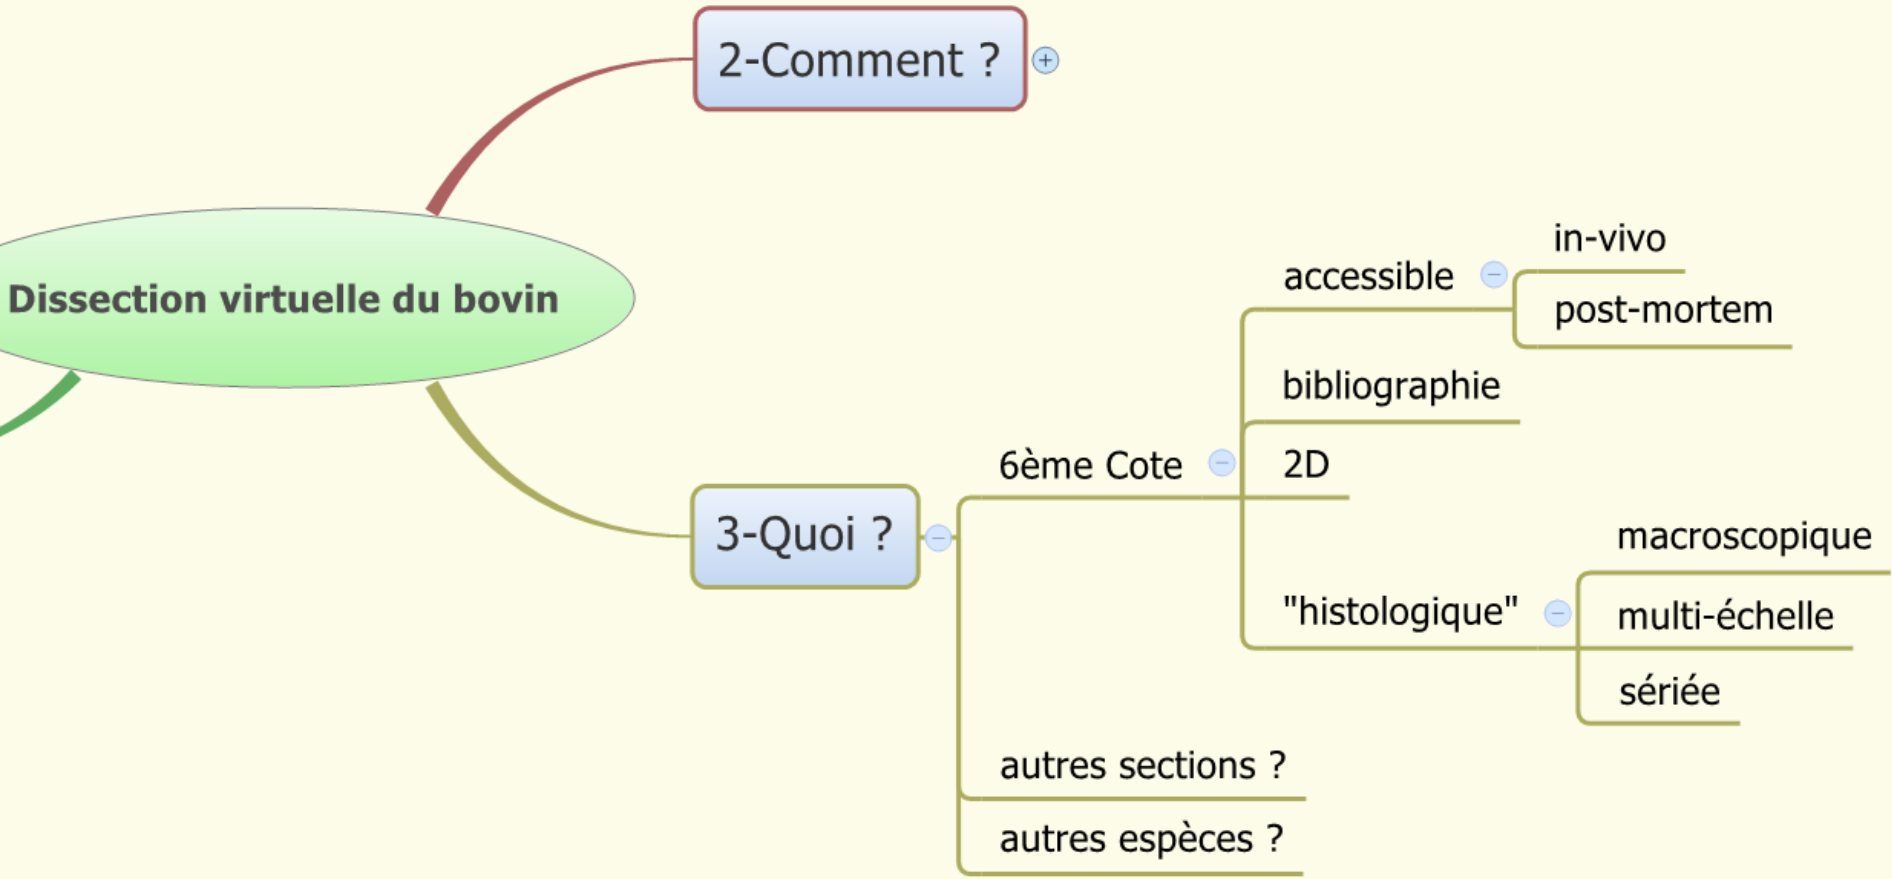 2-Comment ?
Dissection virtuelle du bovin
3-Quoi ?
6ème Cote
accessible
in-vivo
post-mortem
bibliographie
2D
"histologique"
macroscopique
multi-échelle
sériée
autres sections ?
autres espèces ?